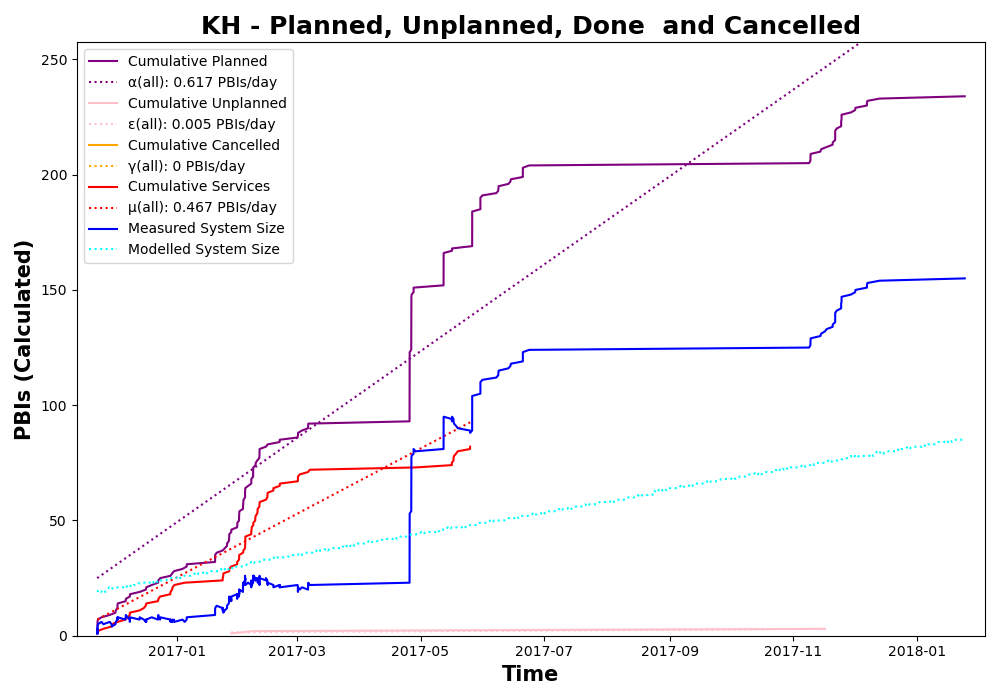 KH - Planned, Unplanned, Done  and Cancelled
Cumulative Planned
α(all): 0.617 PBIs/day
Cumulative Unplanned
ε(all): 0.005 PBIs/day
Cumulative Cancelled
γ(all): 0 PBIs/day
Cumulative Services
μ(all): 0.467 PBIs/day
Measured System Size
Modelled System Size
PBIs (Calculated)
250
200
150
100
50
0
2017-01 2017-03 2017-05 2017-07 2017-09 2017-11 2018-01
Time